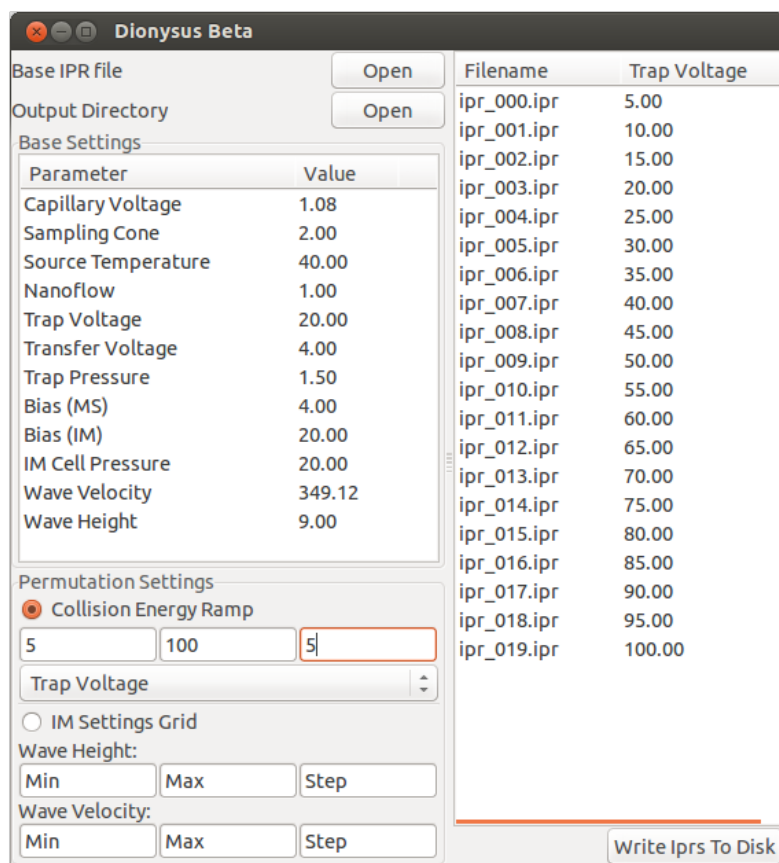 Dionysus Beta
Base IPR file Open
Output Directory Open
Base Settings
Parameter Value
Capillary Voltage 1.08
Sampling Cone 2.00
Source Temperature 40.00
Nanoflow 1.00
Trap Voltage 20.00
Transfer Voltage 4.00
Trap Pressure 1.50
Bias (MS) 4.00
Bias (IM) 20.00
IM Cell Pressure 20.00
Wave Velocity 349.12
Wave Height 9.00
Permutation Settings
Collision Energy Ramp
5 100 5
Trap Voltage
IM Settings Grid
Wave Height:
Min Max Step
Wave Velocity:
Min Max Step
Filename Trap Voltage
ipr_000.ipr 5.00
ipr_001.ipr 10.00
ipr_002.ipr 15.00
ipr_003.ipr 20.00
ipr_004.ipr 25.00
ipr_005.ipr 30.00
ipr_006.ipr 35.00
ipr_007.ipr 40.00
ipr_008.ipr 45.00
ipr_009.ipr 50.00
ipr_010.ipr 55.00
ipr_011.ipr 60.00
ipr_012.ipr 65.00
ipr_013.ipr 70.00
ipr_014.ipr 75.00
ipr_015.ipr 80.00
ipr_016.ipr 85.00
ipr_017.ipr 90.00
ipr_018.ipr 95.00
ipr_019.ipr 100.00
Write Iprs To Disk